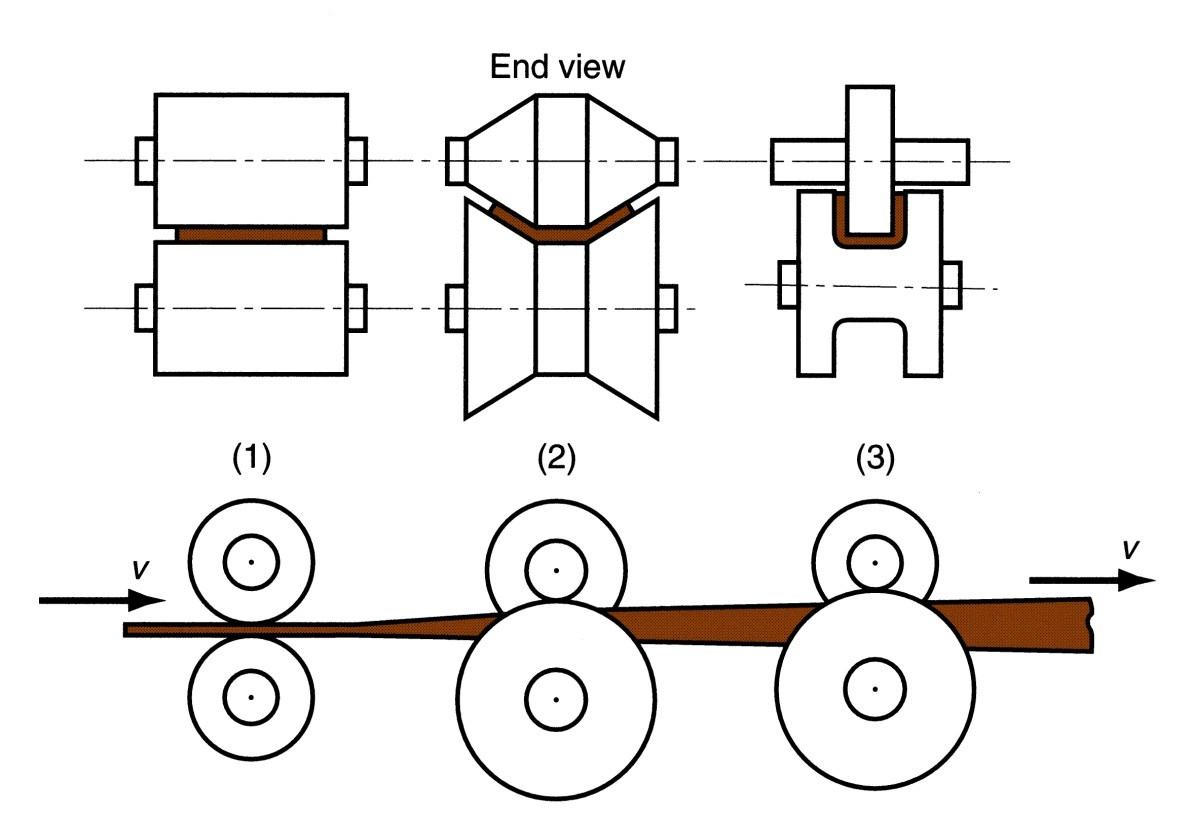 End view
(1)
(2)
(3)
v
v